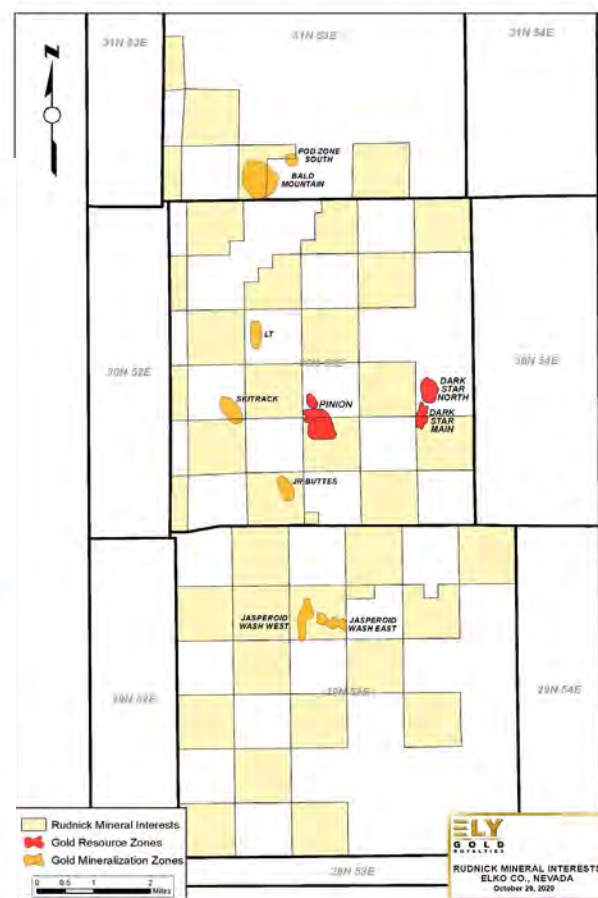 31N 52E
31N 53E
31N 54E
N
POD ZONE
SOUTH
BALD
MOUNTAIN
LT
30N 52E
30N 54E
SKITRACK
PINION
DARK
STAR
NORTH
DARK
STAR
MAIN
JR BUTTES
JASPEROID
WASH WEST
JASPEROID
WASH EAST
29N 52E
29N 53E
29N 54E
28N 53E
Rudnick Mineral Interests
Gold Resource Zones
Gold Mineralization Zones
0 0.5 1 2
Miles
ELY
GOLD
ROYALTIES
RUDNICK MINERAL INTERESTS
ELKO CO., NEVADA
October 29, 2020